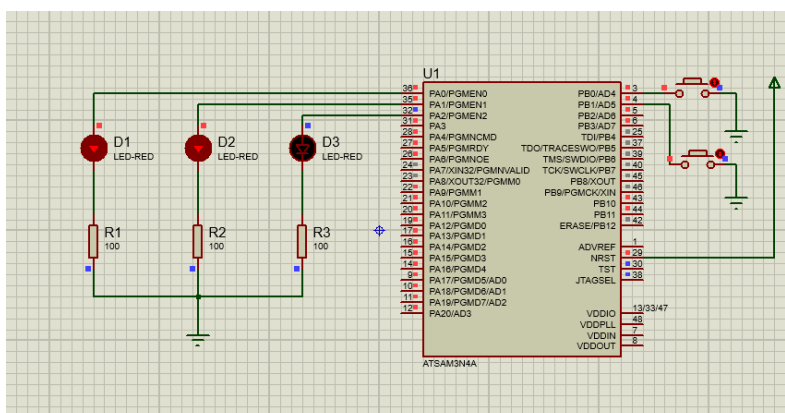 U1
36 PA0/PGMEN0 PB0/AD4 3
35 PA1/PGMEN1 PB1/AD5 4
32 PA2/PGMEN2 PB2/AD6 5
31 PA3 PB3/AD7 6
28 PA4/PGMNCMD TDI/PB4 25
27 PA5/PGMRDY TDO/TRACESWO/PB5 37
26 PA6/PGMNOE TMS/SWDIO/PB6 39
24 PA7/XIN32/PGMNVALID TCK/SWCLK/PB7 40
23 PA8/XOUT32/PGMM0 PB8/XOUT 45
22 PA9/PGMM1 PB9/PGMCK/XIN 46
21 PA10/PGMM2 PB10 43
20 PA11/PGMM3 PB11 44
19 PA12/PGMD0 ERASE/PB12 42
17 PA13/PGMD1
16 PA14/PGMD2 ADVREF 1
15 PA15/PGMD3 NRST 29
14 PA16/PGMD4 TST 30
9 PA17/PGMD5/AD0 JTAGSEL 38
10 PA18/PGMD6/AD1
11 PA19/PGMD7/AD2
12 PA20/AD3 VDDIO 13/33/47
VDDPLL 48
VDDIN 7
VDDOUT 8
ATSAM3N4A
D1
LED-RED
D2
LED-RED
D3
LED-RED
R1
100
R2
100
R3
100